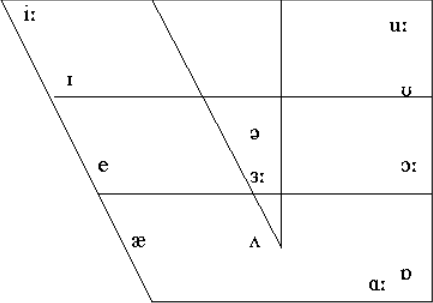 iː uː
ɪ ʊ
ə
e ɜː ɔː
æ ʌ
ɑː ɒ